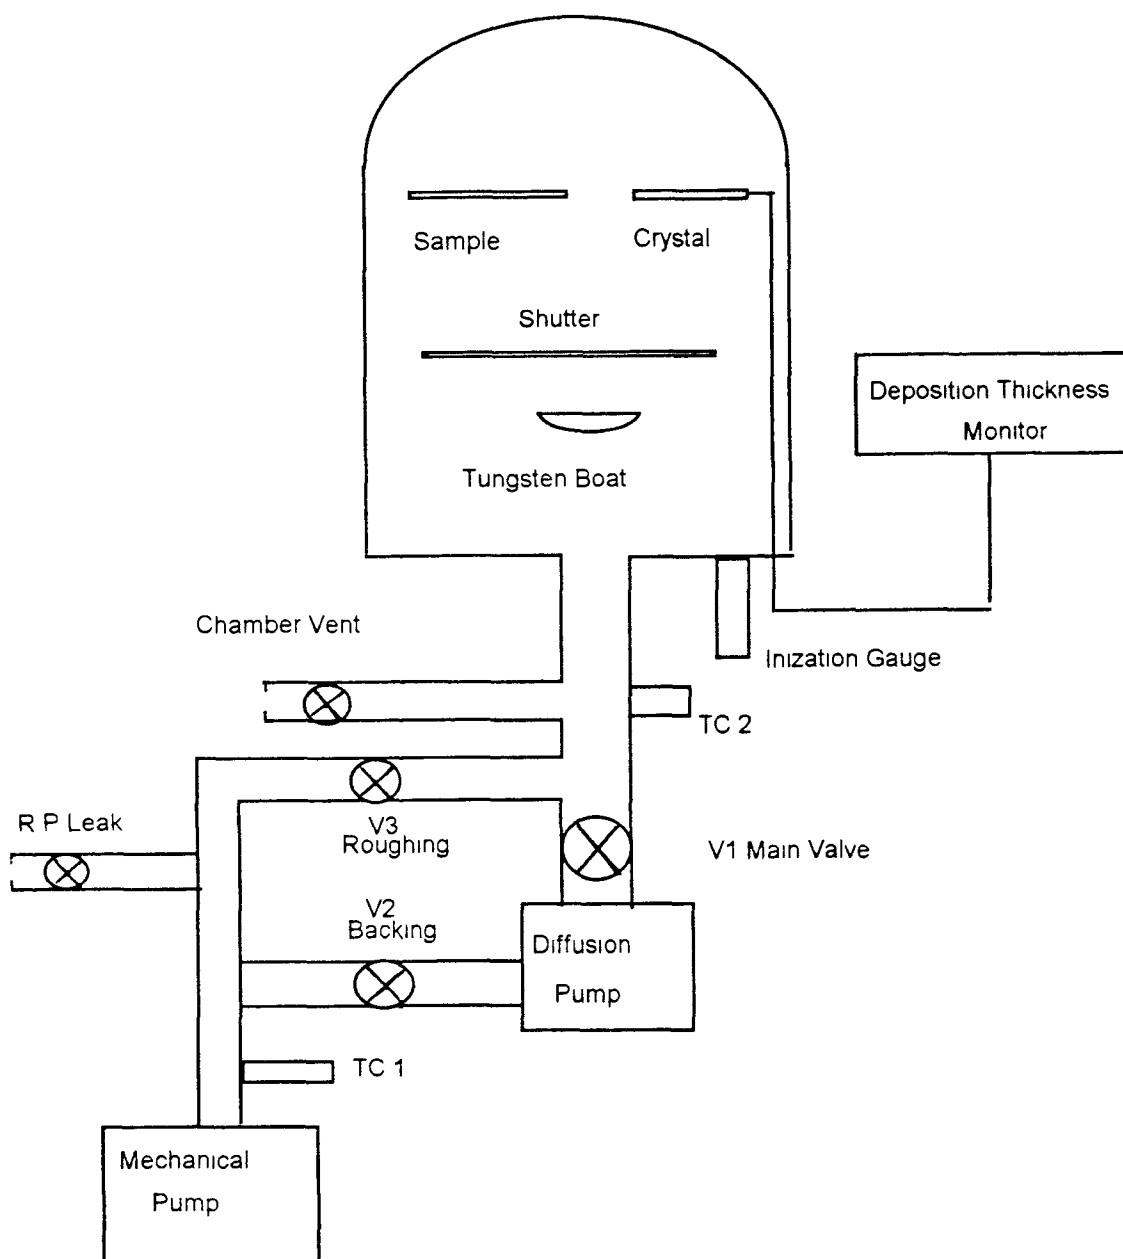 Sample
Crystal
Shutter
Deposition Thickness
Monitor
Tungsten Boat
Chamber Vent
Inization Gauge
TC 2
R P Leak
V3
Roughing
V1 Main Valve
V2
Backing
Diffusion
Pump
TC 1
Mechanical
Pump